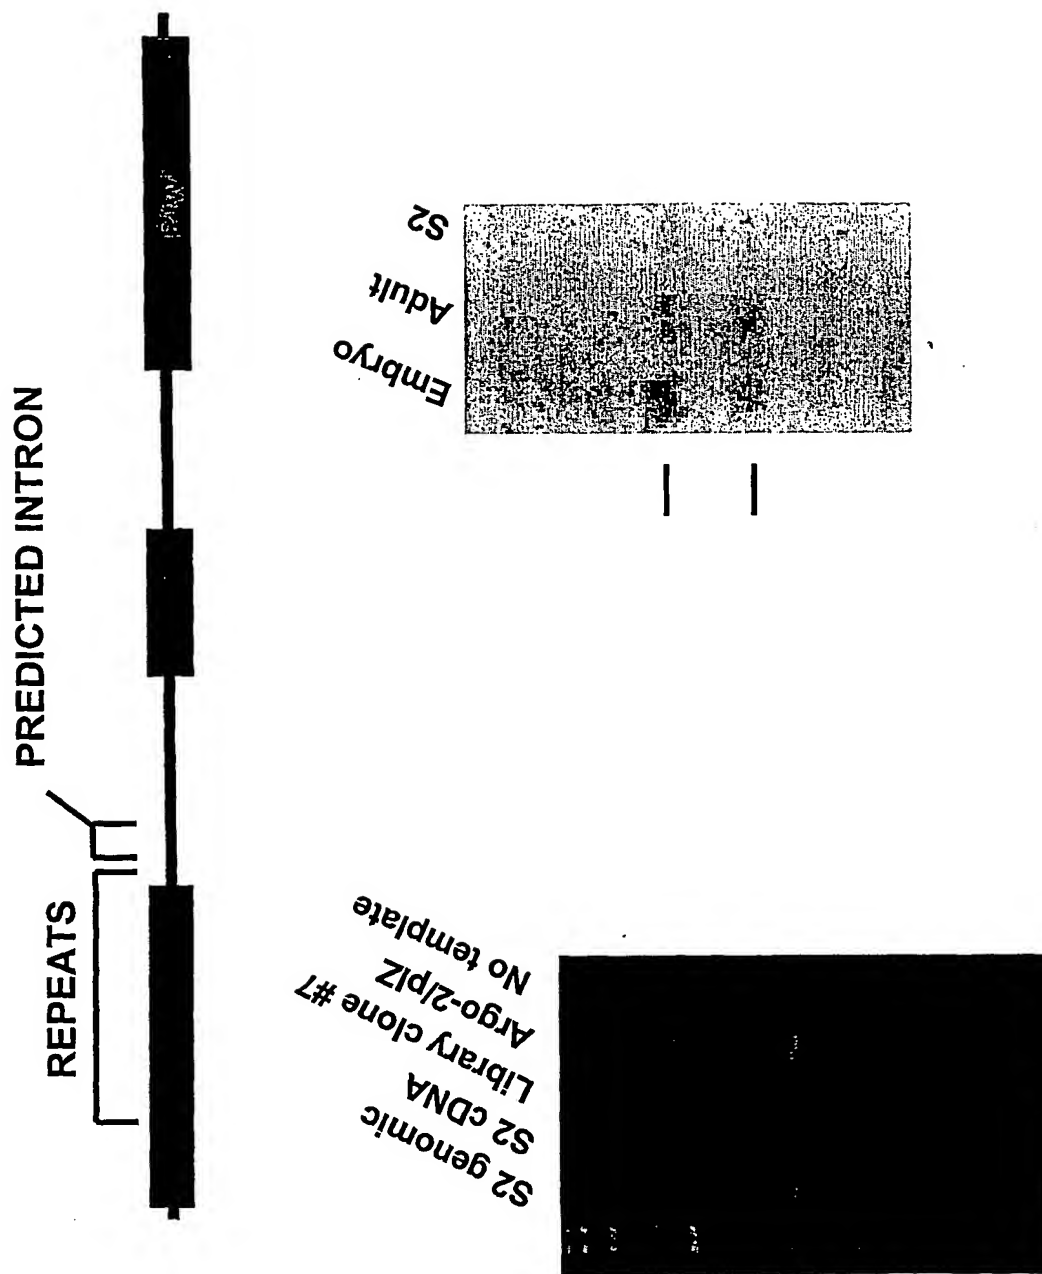 PREDICTED INTRON
REPEATS
Embryo
Adult
S2
S2 genomic
S2 cDNA
Library clone #7
Argo-2/pIZ
No template